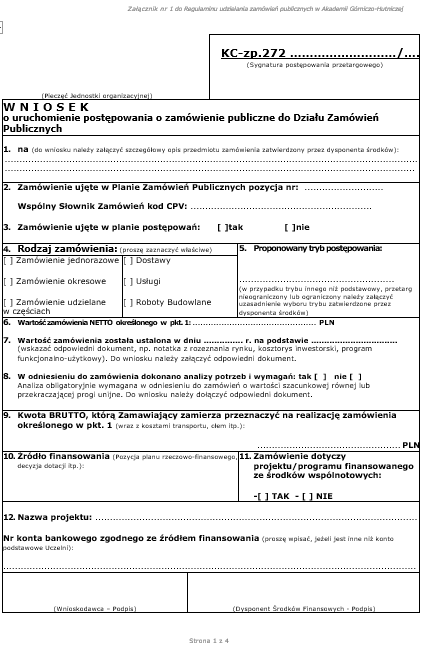 Załącznik nr 1 do Regulaminu udzielania zamówień publicznych w Akademii Górniczo-Hutniczej
KC-zp.272 ............................/....
(Sygnatura postępowania przetargowego)
(Pieczęć Jednostki organizacyjnej)
W N I O S E K
o uruchomienie postępowania o zamówienie publiczne do Działu Zamówień
Publicznych
1. na (do wniosku należy załączyć szczegółowy opis przedmiotu zamówienia zatwierdzony przez dysponenta środków):
................................................................................................................
................................................................................................................
2. Zamówienie ujęte w Planie Zamówień Publicznych pozycja nr: ..........................
Wspólny Słownik Zamówień kod CPV: ............................................................
3. Zamówienie ujęte w planie postępowań: [ ]tak [ ]nie
4. Rodzaj zamówienia: (proszę zaznaczyć właściwe)
[ ] Zamówienie jednorazowe [ ] Dostawy
[ ] Zamówienie okresowe [ ] Usługi
[ ] Zamówienie udzielane [ ] Roboty Budowlane
w częściach
5. Proponowany tryb postępowania:
............................................................
(w przypadku trybu innego niż podstawowy, przetarg
nieograniczony lub ograniczony należy załączyć
uzasadnienie wyboru trybu zatwierdzone przez
dysponenta środków)
6. Wartość zamówienia NETTO określonego w pkt. 1: ................................................ PLN
7. Wartość zamówienia została ustalona w dniu ............... r. na podstawie ................................
(wskazać odpowiedni dokument, np. notatka z rozeznania rynku, kosztorys inwestorski, program
funkcjonalno-użytkowy). Do wniosku należy załączyć odpowiedni dokument.
8. W odniesieniu do zamówienia dokonano analizy potrzeb i wymagań: tak [ ] nie [ ]
Analiza obligatoryjnie wymagana w odniesieniu do zamówień o wartości szacunkowej równej lub
przekraczającej progi unijne. Do wniosku należy dołączyć odpowiedni dokument.
9. Kwota BRUTTO, którą Zamawiający zamierza przeznaczyć na realizację zamówienia
określonego w pkt. 1 (wraz z kosztami transportu, ołem itp.):
................................................ PLN
10. Źródło finansowania (Pozycja planu rzeczowo-finansowego,
decyzja dotacji itp.):
11. Zamówienie dotyczy
projektu/programu finansowanego
ze środków wspólnotowych:
-[ ] TAK - [ ] NIE
12. Nazwa projektu: ............................................................................................
Nr konta bankowego zgodnego ze źródłem finansowania (proszę wpisać, jeżeli jest inne niż konto
podstawowe Uczelni):
................................................................................................................
(Wnioskodawca – Podpis)
(Dysponent Środków Finansowych - Podpis)
Strona 1 z 4